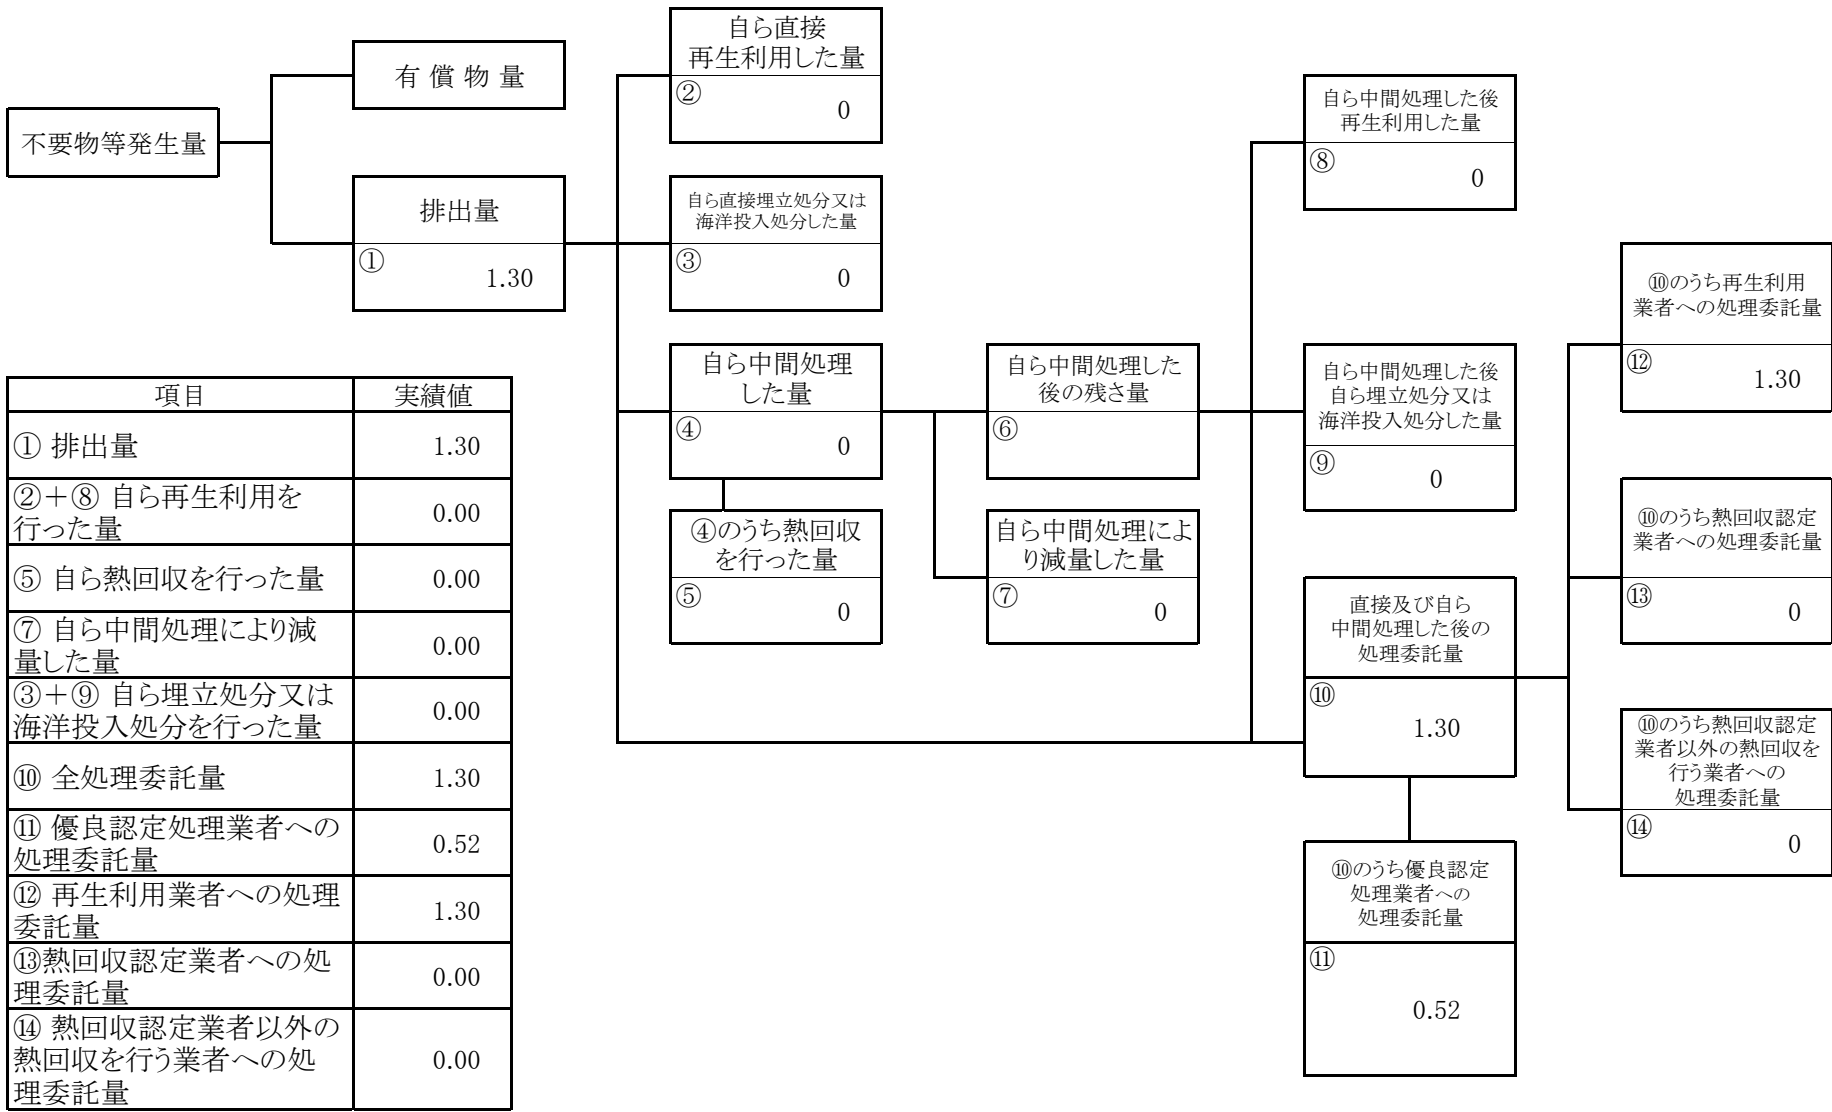 不要物等発生量
有 償 物 量
排出量
①
1.30
自ら直接
再生利用した量
②
0
自ら直接埋立処分又は
海洋投入処分した量
③
0
自ら中間処理
した量
④
0
④のうち熱回収
を行った量
⑤
0
自ら中間処理した
後の残さ量
⑥
自ら中間処理によ
り減量した量
⑦
0
自ら中間処理した後
再生利用した量
⑧
0
自ら中間処理した後
自ら埋立処分又は
海洋投入処分した量
⑨
0
直接及び自ら
中間処理した後の
処理委託量
⑩
1.30
⑩のうち優良認定
処理業者への
処理委託量
⑪
0.52
⑩のうち再生利用
業者への処理委託量
⑫
1.30
⑩のうち熱回収認定
業者への処理委託量
⑬
0
⑩のうち熱回収認定
業者以外の熱回収を
行う業者への
処理委託量
⑭
0
項目 実績値
① 排出量 1.30
②＋⑧ 自ら再生利用を
行った量 0.00
⑤ 自ら熱回収を行った量 0.00
⑦ 自ら中間処理により減
量した量 0.00
③＋⑨ 自ら埋立処分又は
海洋投入処分を行った量 0.00
⑩ 全処理委託量 1.30
⑪ 優良認定処理業者への
処理委託量 0.52
⑫ 再生利用業者への処理
委託量 1.30
⑬熱回収認定業者への処
理委託量 0.00
⑭ 熱回収認定業者以外の
熱回収を行う業者への処
理委託量 0.00